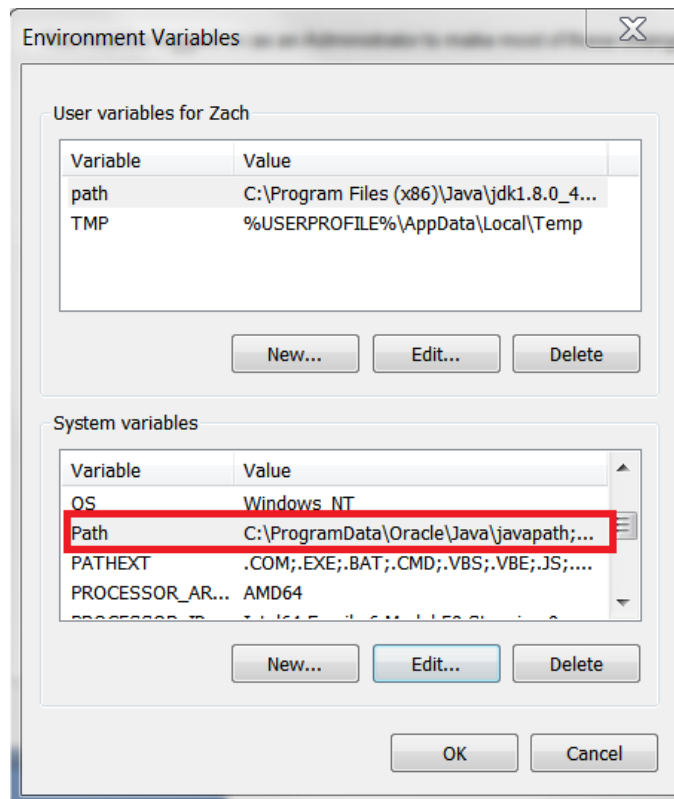 Environment Variables
User variables for Zach
Variable Value
path C:\Program Files (x86)\Java\jdk1.8.0_4...
TMP %USERPROFILE%\AppData\Local\Temp
New... Edit... Delete
System variables
Variable Value
OS Windows_NT
Path C:\ProgramData\Oracle\Java\javapath;...
PATHEXT .COM;.EXE;.BAT;.CMD;.VBS;.VBE;.JS;....
PROCESSOR_AR... AMD64
New... Edit... Delete
OK Cancel